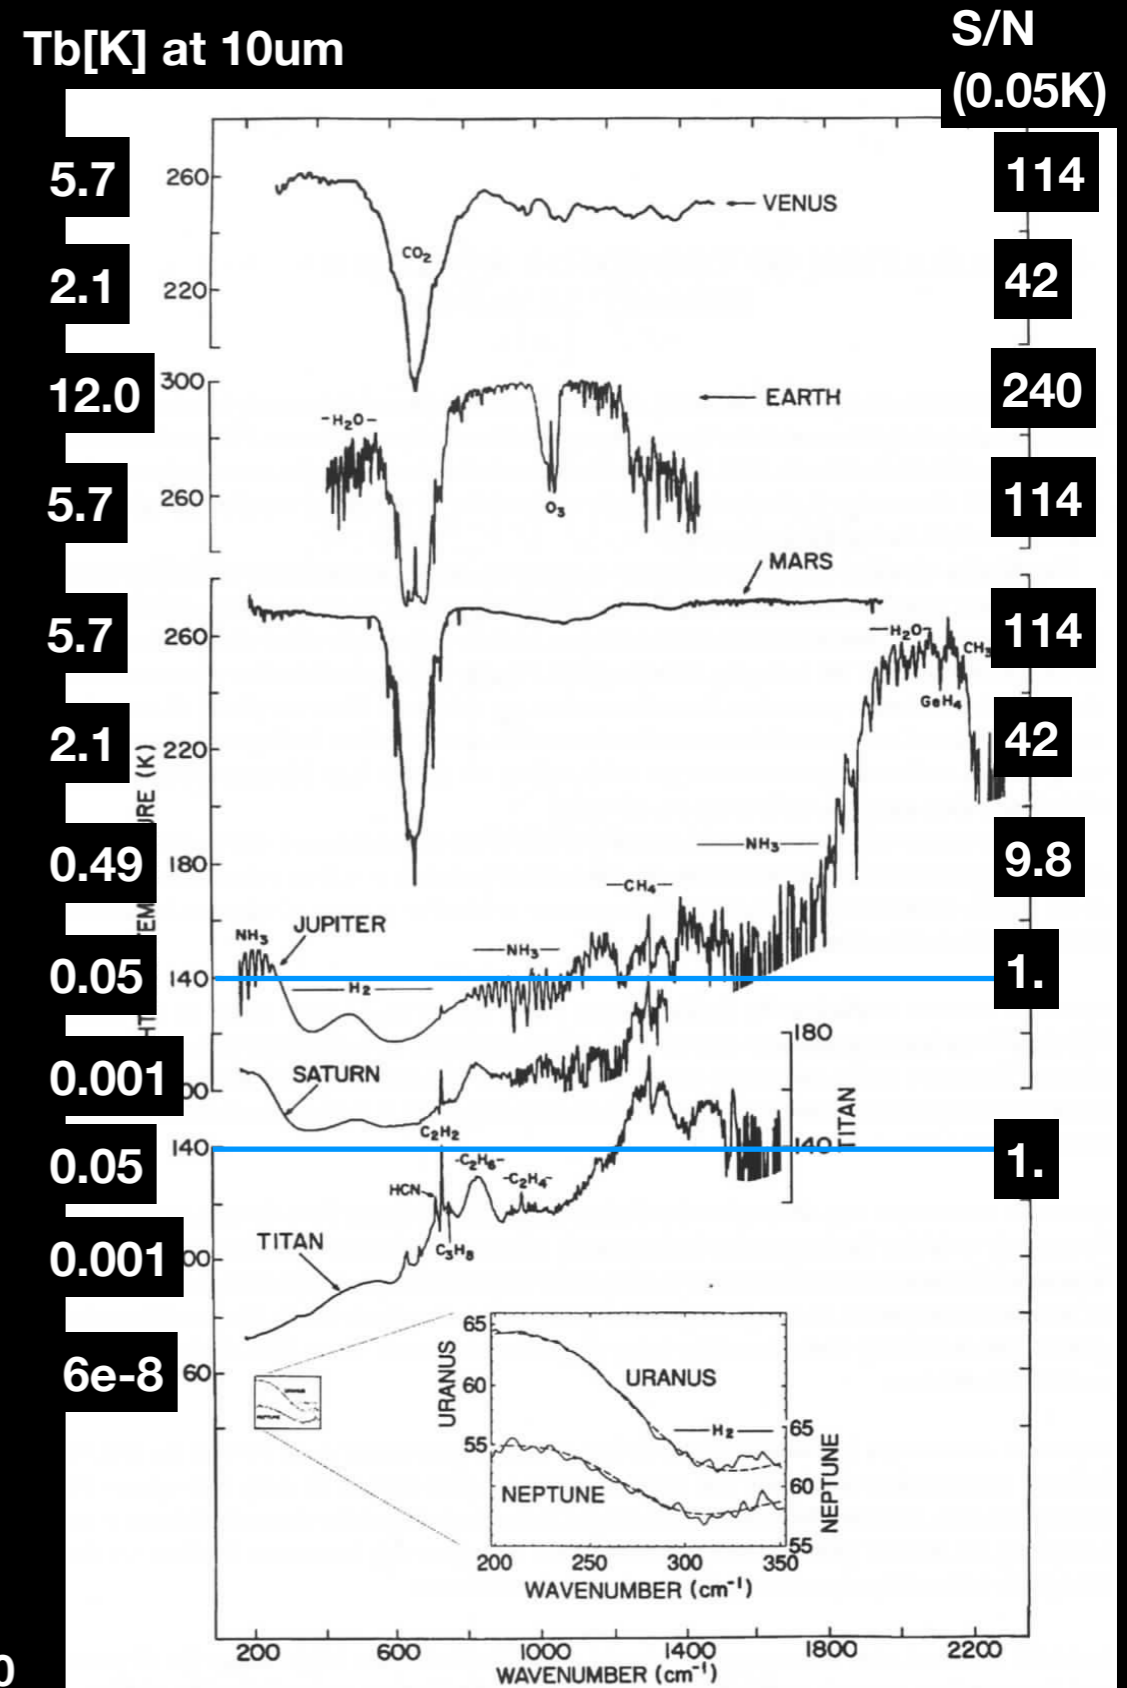 Tb[K] at 10um
S/N
(0.05K)
5.7
260
114
VENUS
CO2
2.1
220
42
12.0
300
240
EARTH
-H2O-
5.7
260
114
O3
MARS
5.7
260
114
H2O
CH3
GeH4
2.1
220
42
0.49
180
9.8
NH3
CH4
JUPITER
NH3
NH3
0.05
140
1.
H2
180
SATURN
0.001
00
TITAN
C2H2
140
140
0.05
1.
-C2H6-
-C2H4-
HCN
C3H8
TITAN
0.001
00
65
URANUS
60
URANUS
6e-8
60
URANUS
NEPTUNE
H2
65
55
NEPTUNE
60
NEPTUNE
55
200 250 300 350
WAVENUMBER (cm-1)
200 600 1000 1400 1800 2200
WAVENUMBER (cm-1)
0